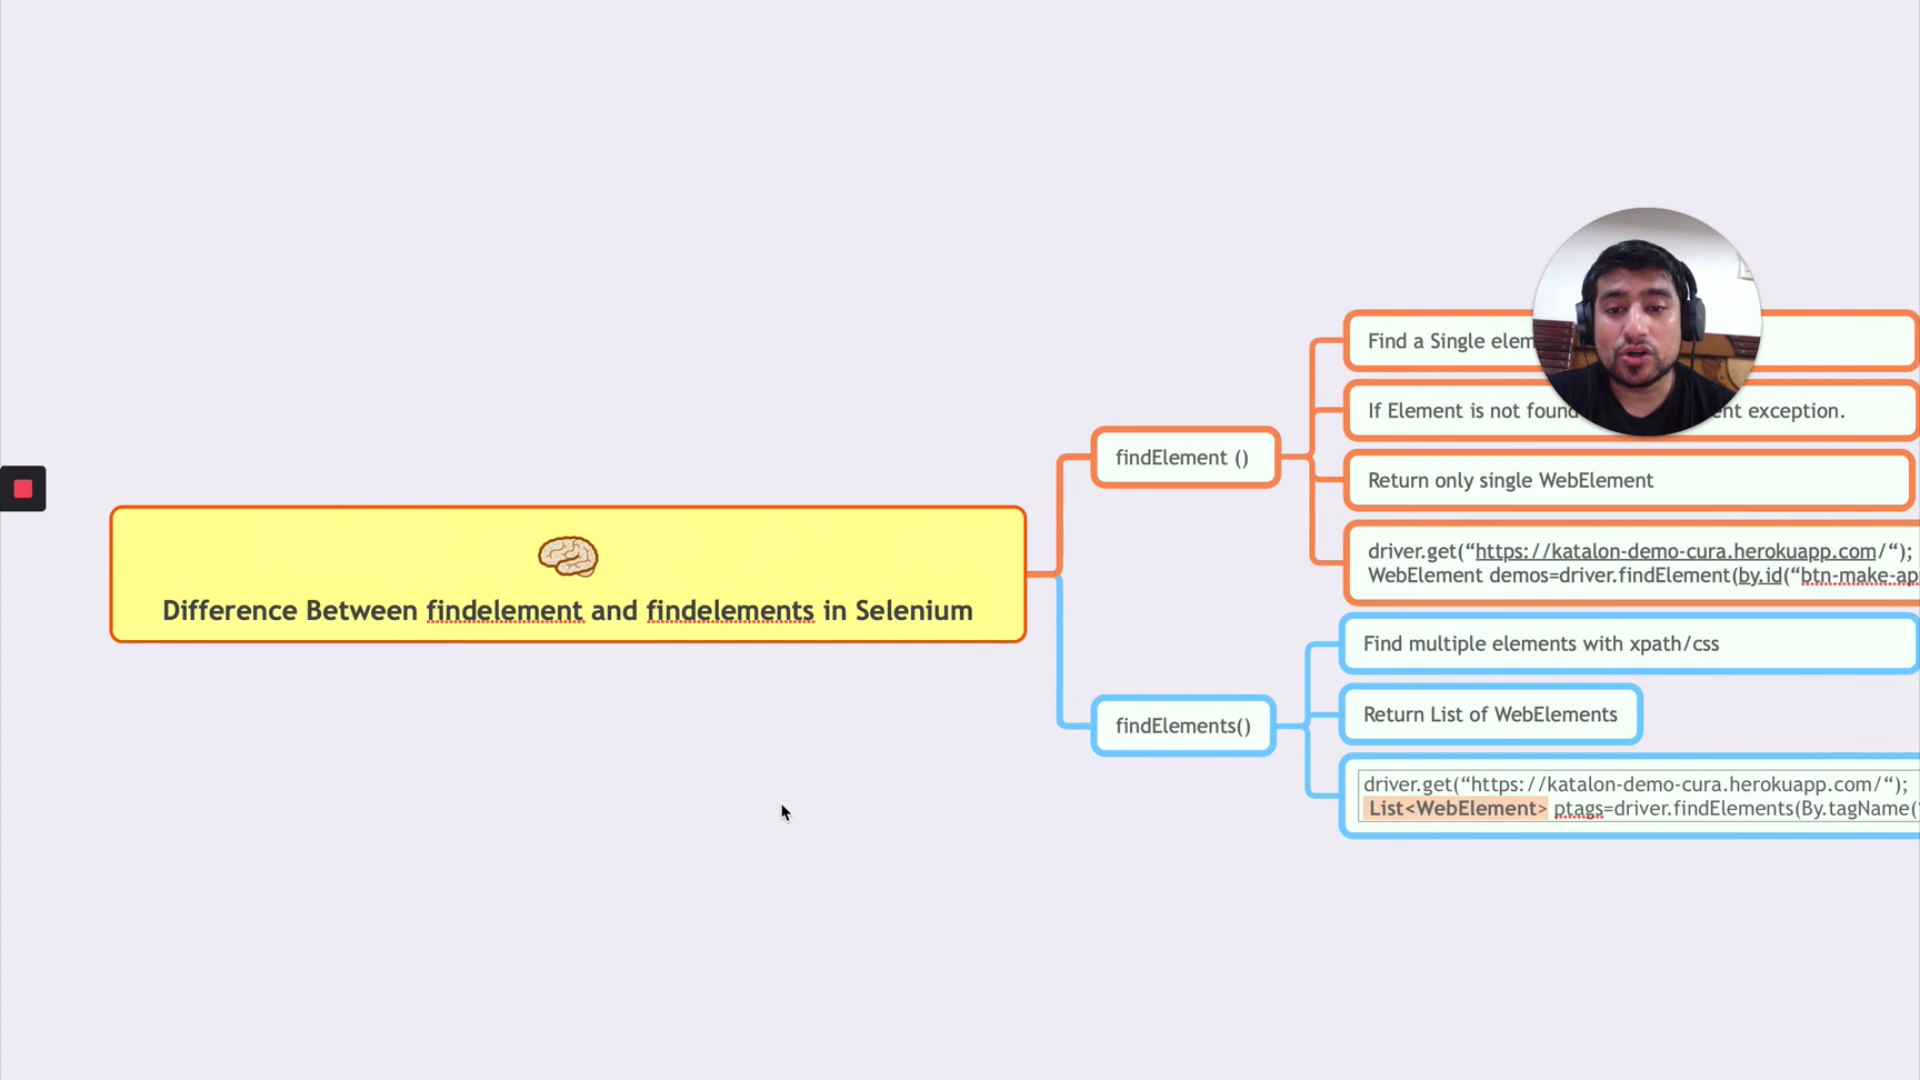 Find a Single
If Element is not found exception.
findElement ()
Return only single WebElement
driver.get(“https://katalon-demo-cura.herokuapp.com/“);
WebElement demos=driver.findElement(by.id(“btn-make-ap
Difference Between findelement and findelements in Selenium
Find multiple elements with xpath/css
findElements()
Return List of WebElements
driver.get(“https://katalon-demo-cura.herokuapp.com/“);
List<WebElement> ptags=driver.findElements(By.tagName(“